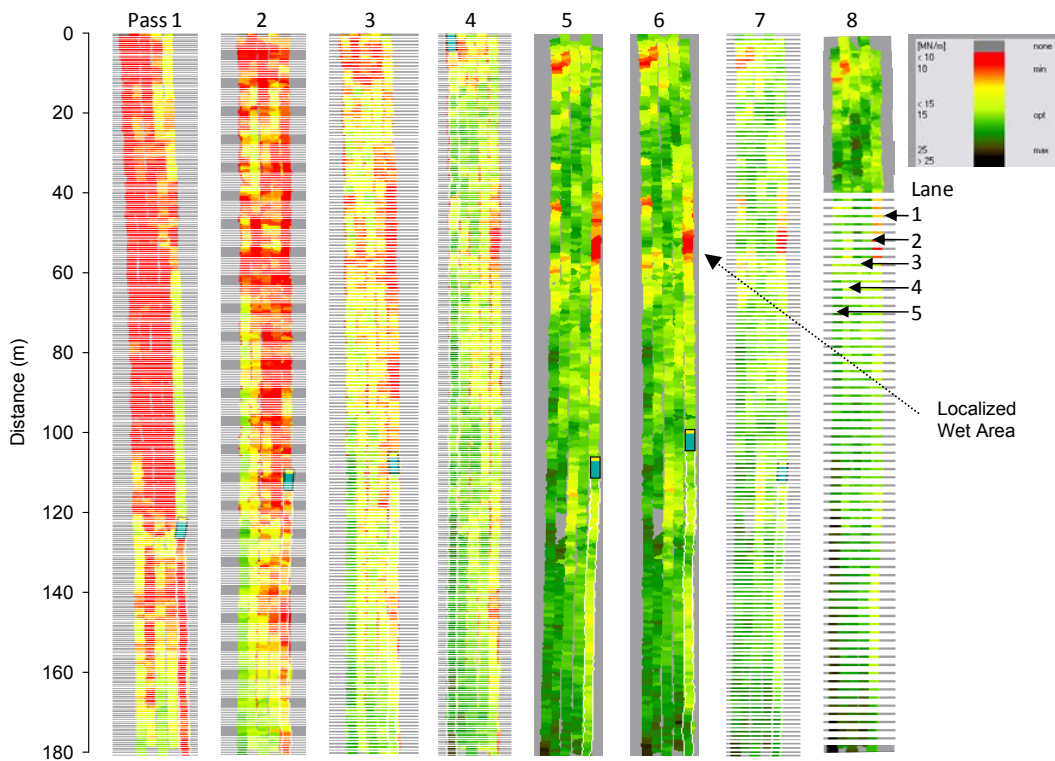 Pass 1 2 3 4 5 6 7 8
0
20
40
60
80
100
120
140
160
180
Distance (m)
[MN/m] none
< 10
10 min
< 15
15 opt
25 max
> 25
Lane
1
2
3
4
5
Localized
Wet Area